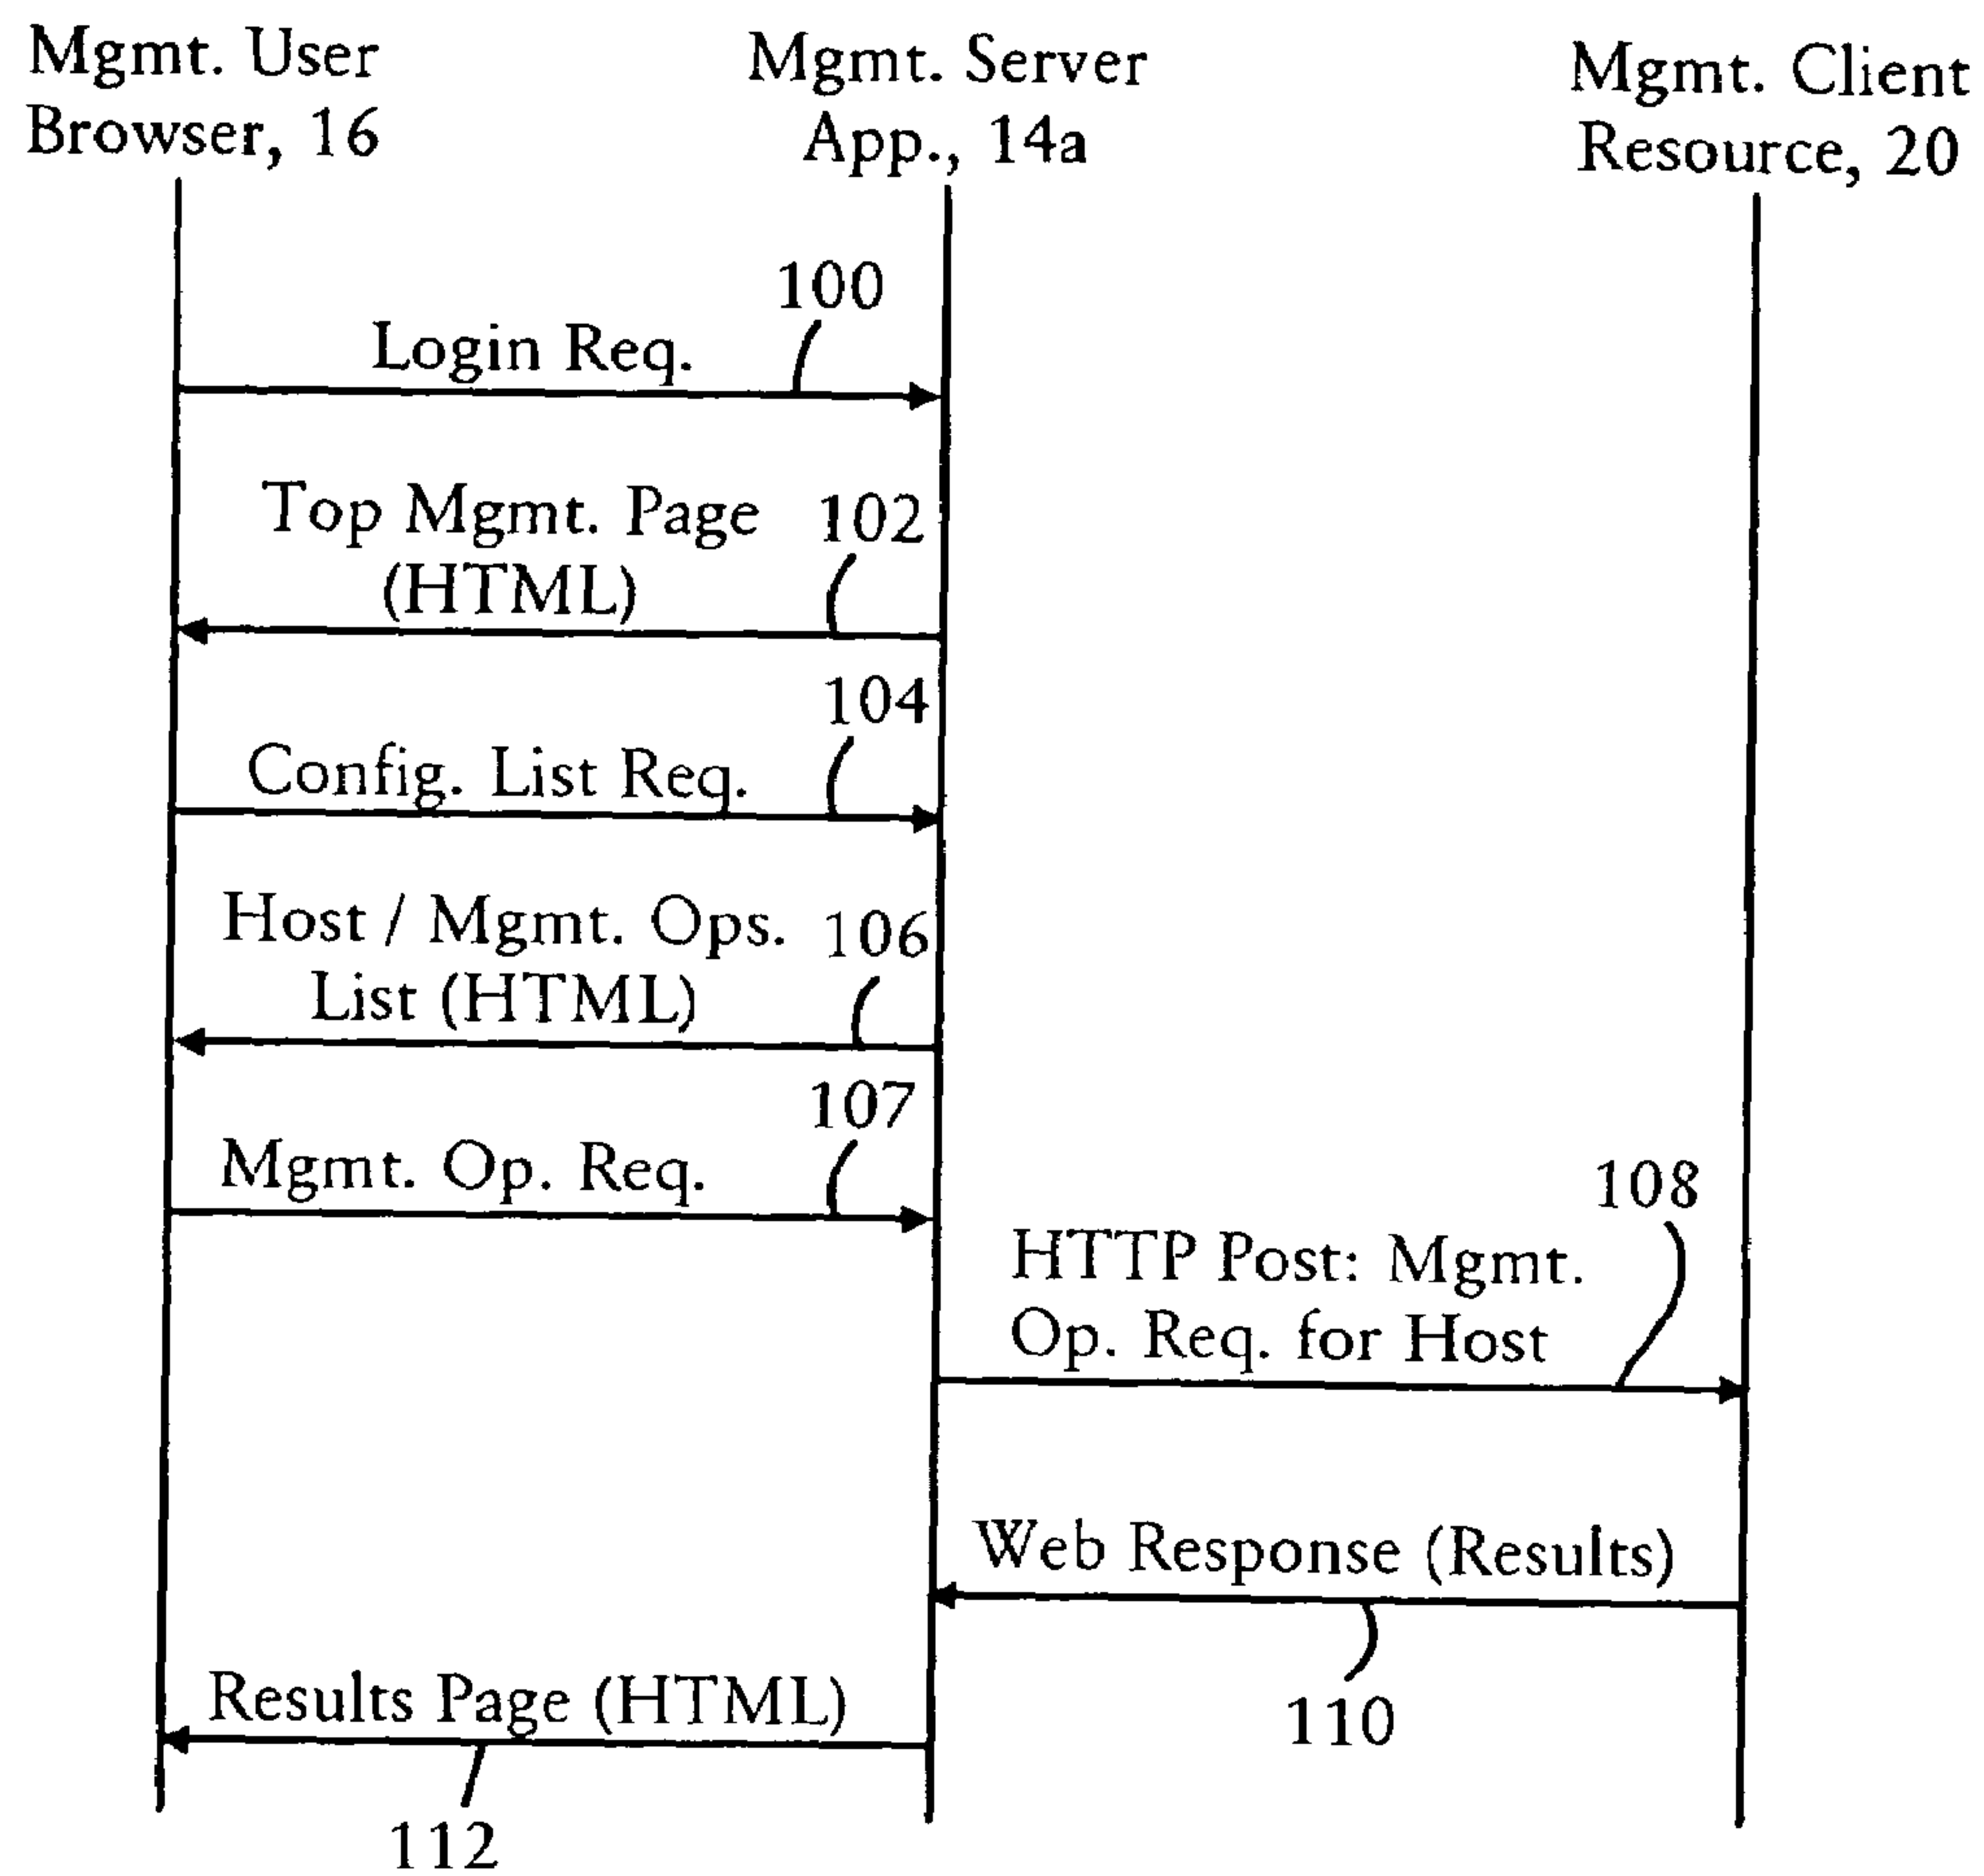 Mgmt. User
Browser, 16
Mgmt. Server
App., 14a
Mgmt. Client
Resource, 20
100
Login Req.
Top Mgmt. Page
(HTML)
102
104
Config. List Req.
Host / Mgmt. Ops.
List (HTML)
106
107
Mgmt. Op. Req.
108
HTTP Post: Mgmt.
Op. Req. for Host
Web Response (Results)
110
Results Page (HTML)
112